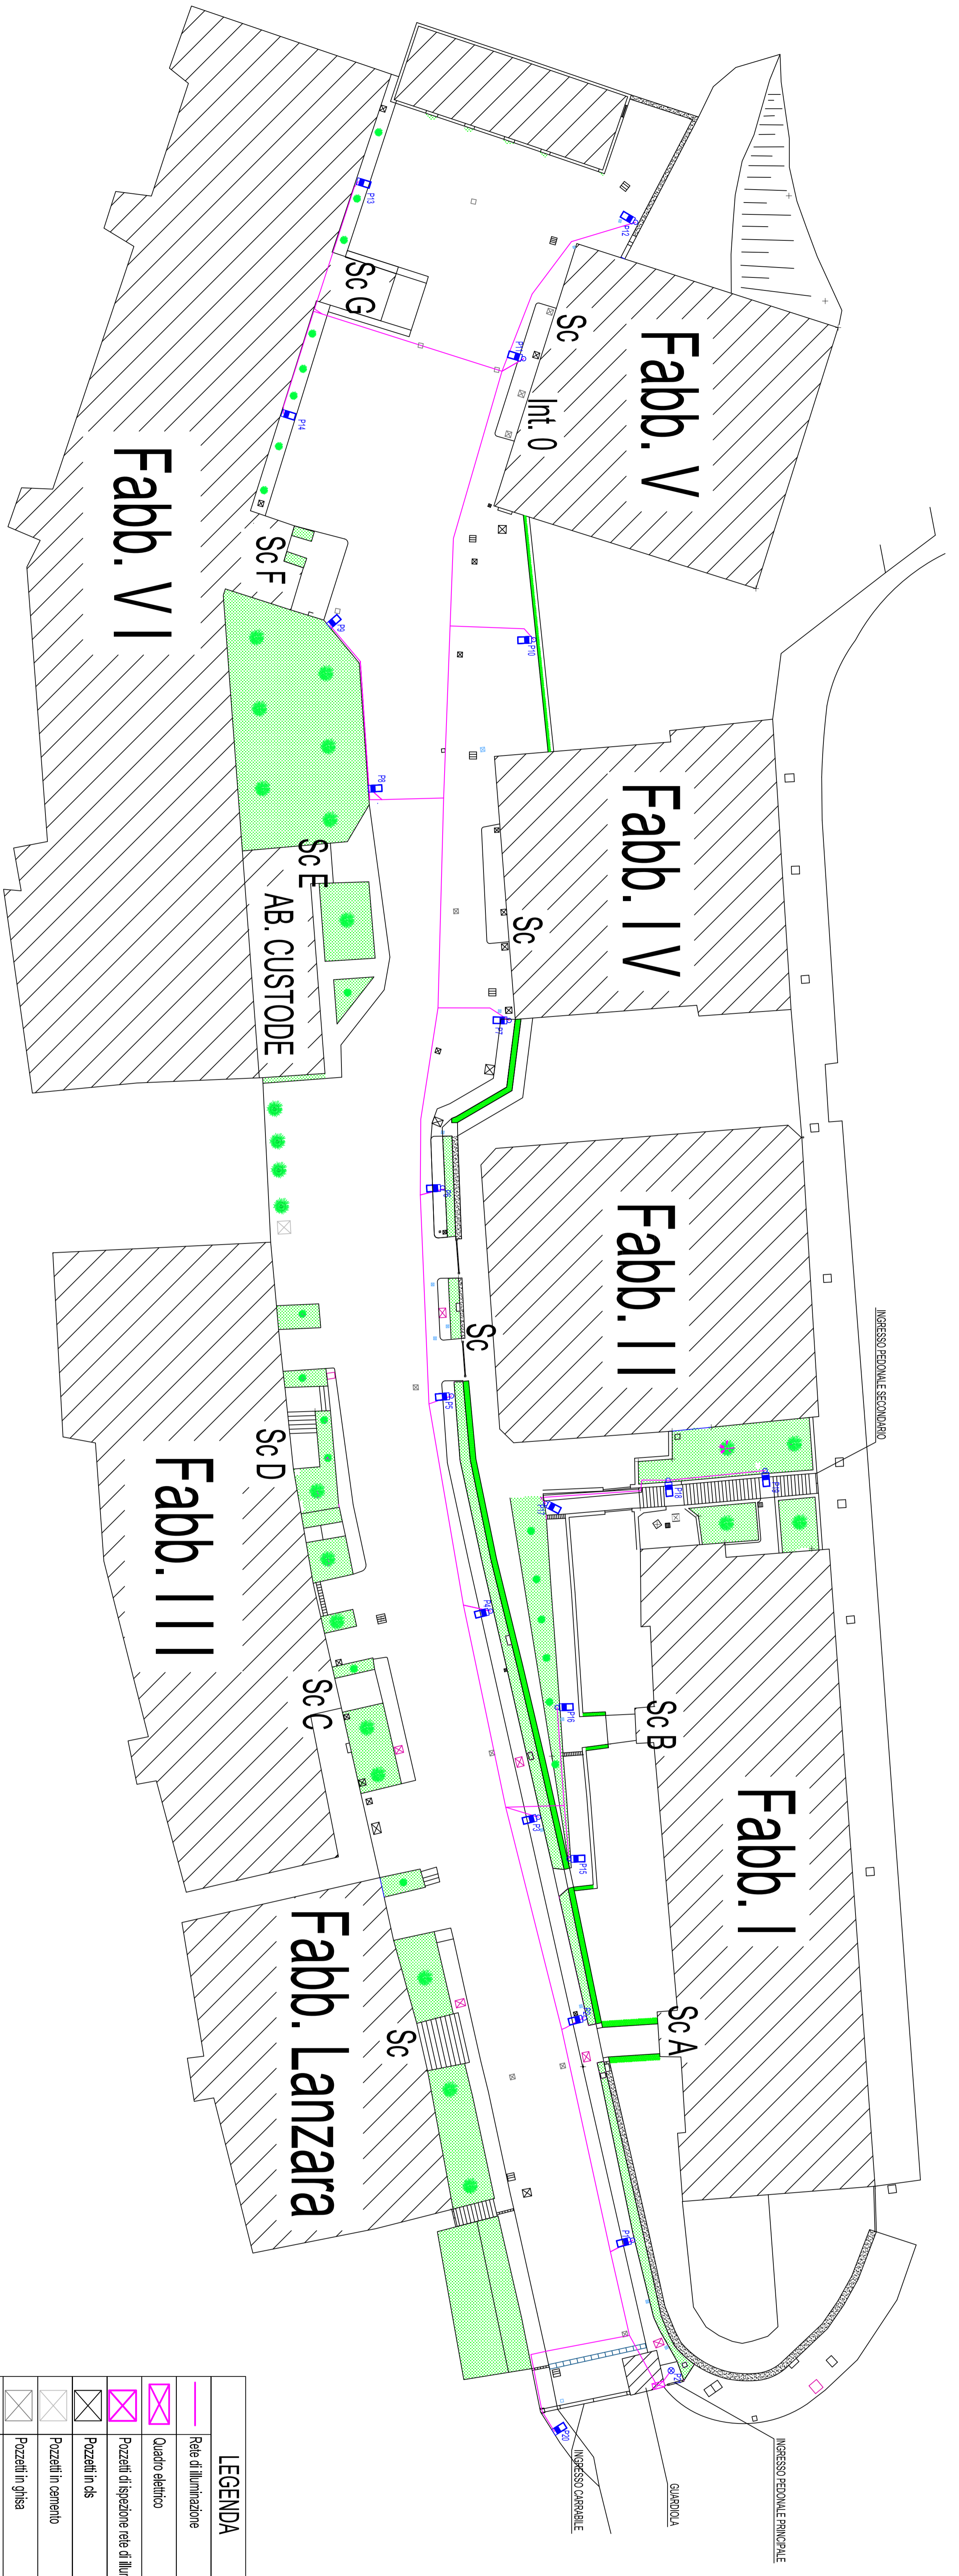 Fabb. V
Sc
Int. 0
P12
P11
P13
Sc G
P14
Fabb. V I
Sc F
P9
P10
P8
Sc E
AB. CUSTODE
Fabb. I V
Sc
P7
P6
Fabb. I I
Sc
P5
INGRESSO PEDONALE SECONDARIO
P19
P18
P17
Sc D
Fabb. I I I
Sc C
P4
P16
Sc B
Fabb. I
P3
P15
Fabb. Lanzara
Sc
Sc A
P1
P20
INGRESSO PEDONALE PRINCIPALE
GUARDIOLA
INGRESSO CARRABILE
LEGENDA
Rete di illuminazione
Quadro elettrico
Pozzetti di ispezione rete di
Pozzetti in cls
Pozzetti in cemento
Pozzetti in ghisa